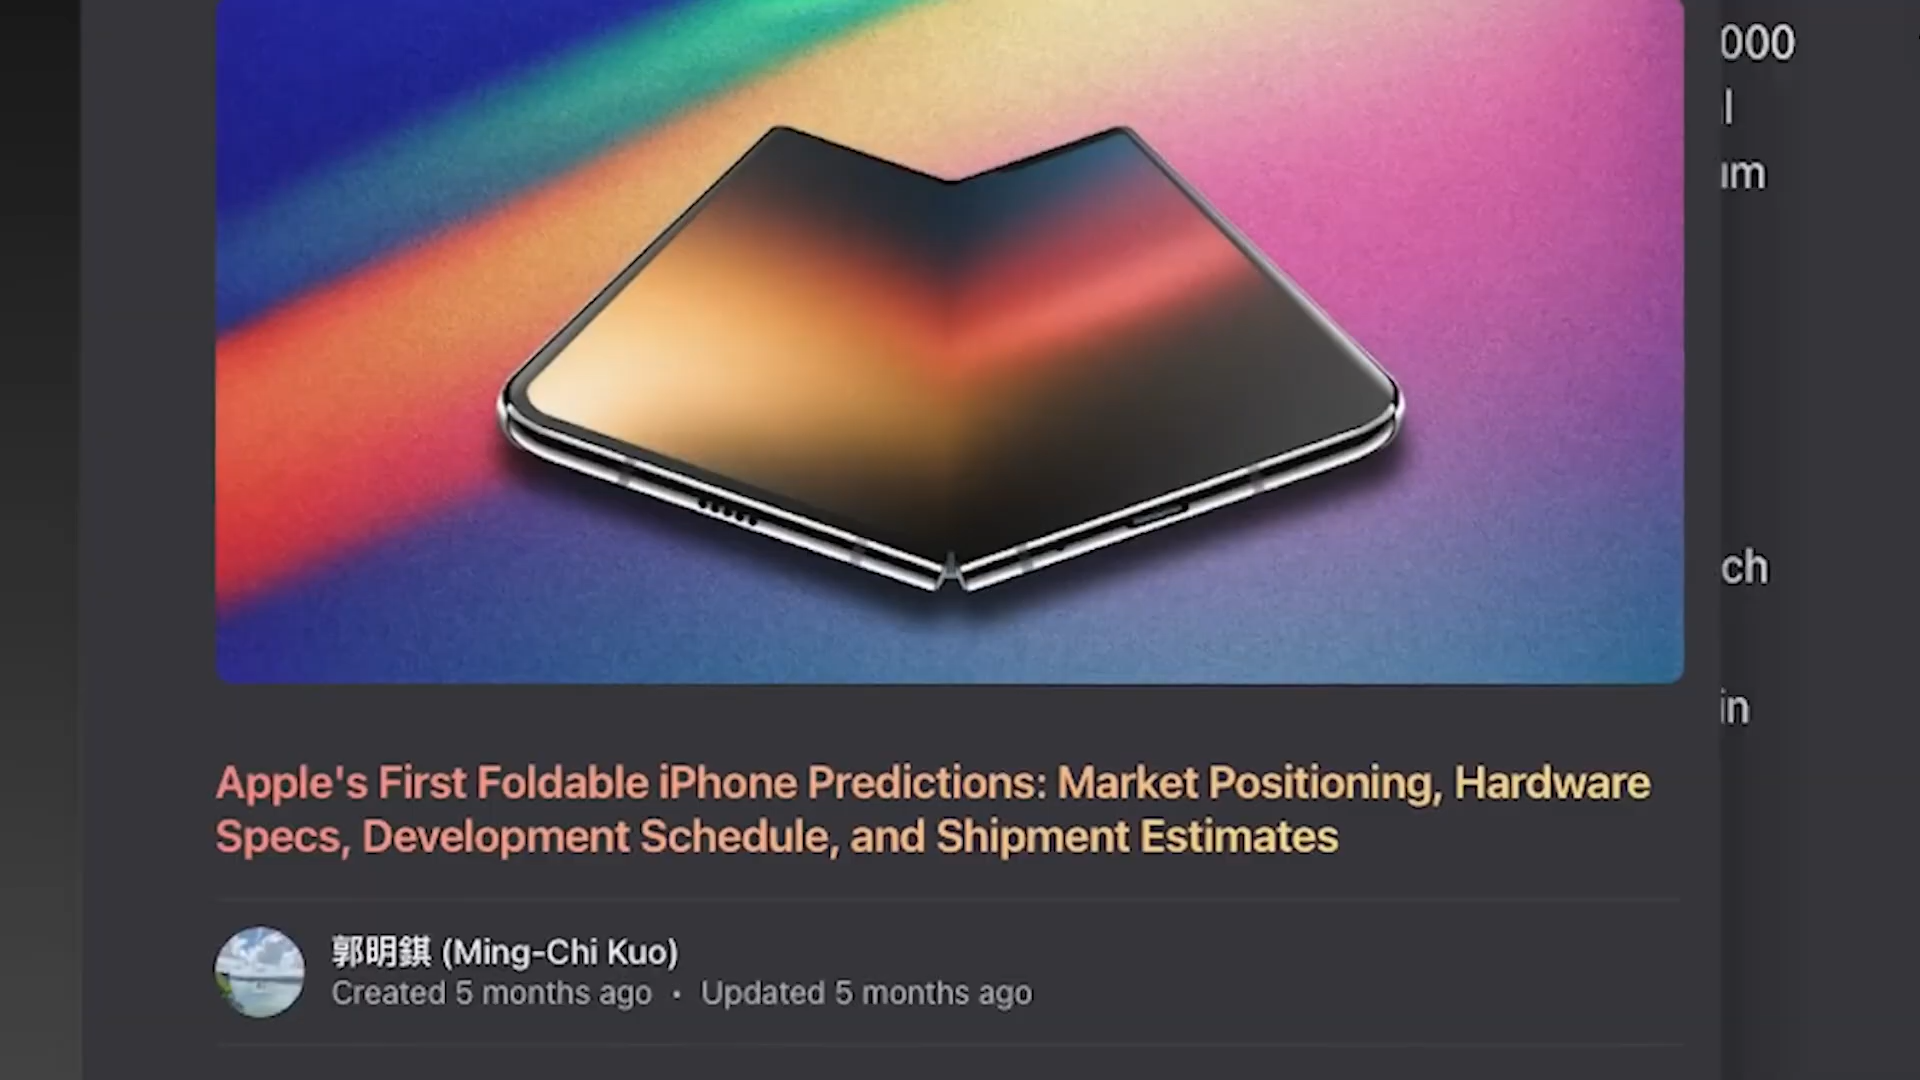 000
l
um
ch
in
Apple's First Foldable iPhone Predictions: Market Positioning, Hardware
Specs, Development Schedule, and Shipment Estimates
郭明錤 (Ming-Chi Kuo)
Created 5 months ago · Updated 5 months ago